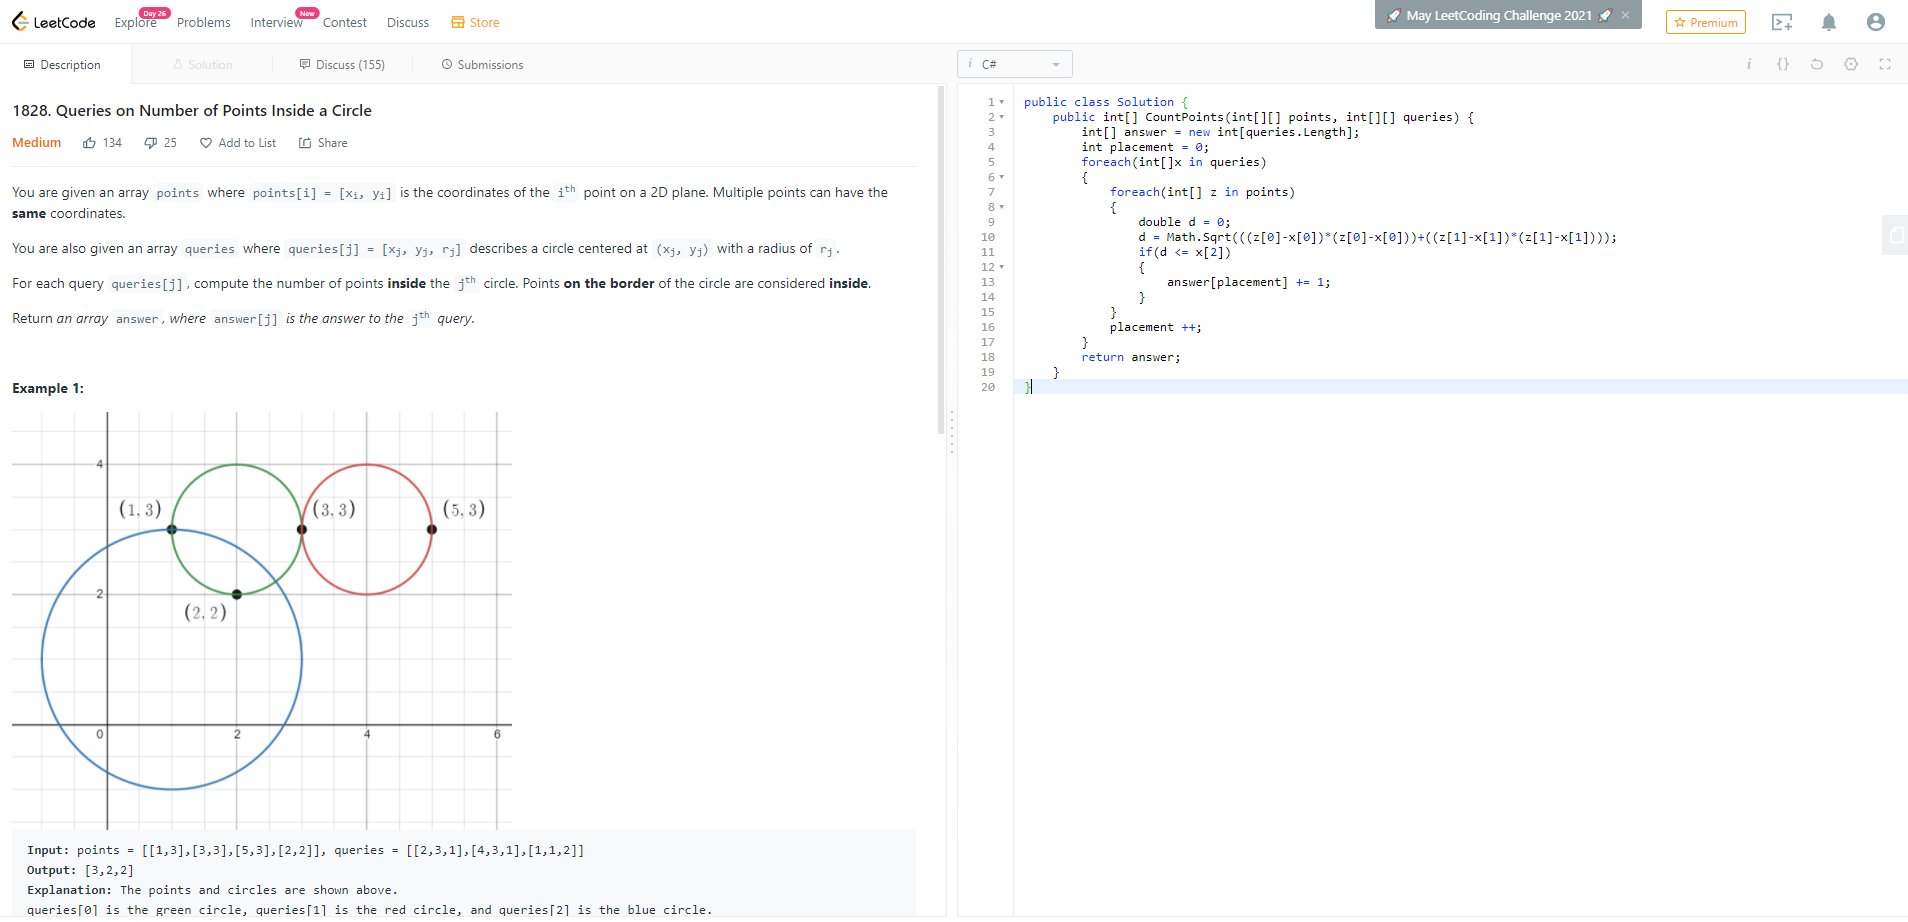 LeetCode
Explore
Day 26
Problems
Interview
New
Contest
Discuss
Store
🚀 May LeetCoding Challenge 2021 🚀 ×
Premium
Description
Solution
Discuss (155)
Submissions
i C#
i {}
1828. Queries on Number of Points Inside a Circle
Medium 134 25 Add to List Share
You are given an array points where points[i] = [xᵢ, yᵢ] is the coordinates of the iᵗʰ point on a 2D plane. Multiple points can have the
same coordinates.
You are also given an array queries where queries[j] = [xⱼ, yⱼ, rⱼ] describes a circle centered at (xⱼ, yⱼ) with a radius of rⱼ.
For each query queries[j], compute the number of points inside the jᵗʰ circle. Points on the border of the circle are considered inside.
Return an array answer, where answer[j] is the answer to the jᵗʰ query.
Example 1:
4
(1, 3)
(3, 3)
(5, 3)
2
(2, 2)
0
2
4
6
Input: points = [[1,3],[3,3],[5,3],[2,2]], queries = [[2,3,1],[4,3,1],[1,1,2]]
Output: [3,2,2]
Explanation: The points and circles are shown above.
queries[0] is the green circle, queries[1] is the red circle, and queries[2] is the blue circle.
1 public class Solution {
2 public int[] CountPoints(int[][] points, int[][] queries) {
3 int[] answer = new int[queries.Length];
4 int placement = 0;
5 foreach(int[]x in queries)
6 {
7 foreach(int[] z in points)
8 {
9 double d = 0;
10 d = Math.Sqrt(((z[0]-x[0])*(z[0]-x[0]))+((z[1]-x[1])*(z[1]-x[1])));
11 if(d <= x[2])
12 {
13 answer[placement] += 1;
14 }
15 }
16 placement ++;
17 }
18 return answer;
19 }
20 }